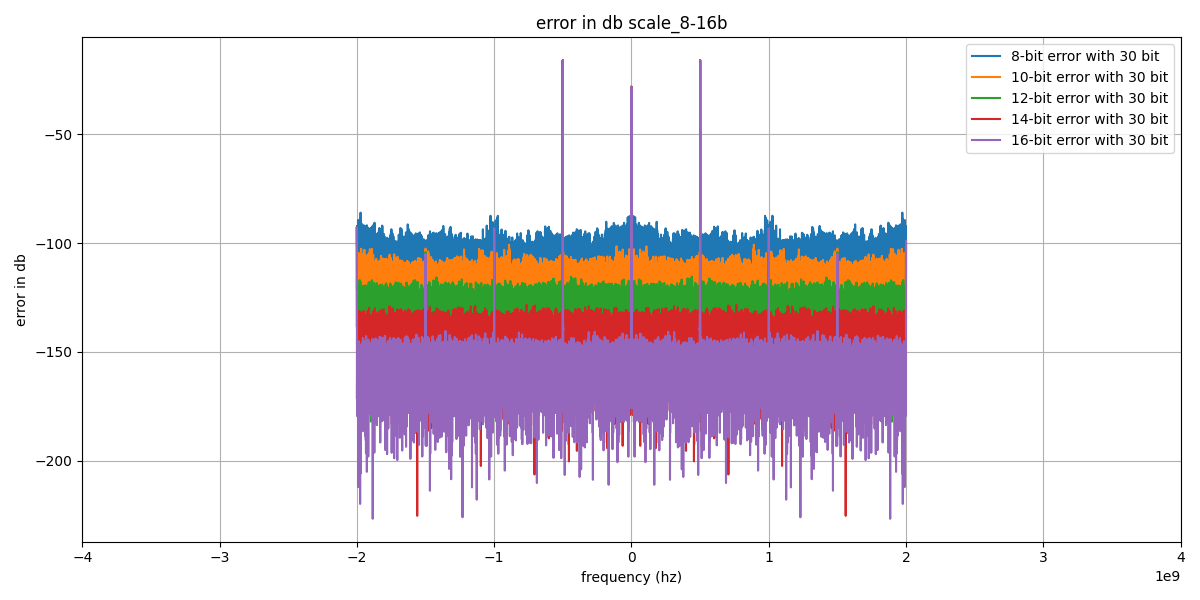 error in db scale_8-16b
8-bit error with 30 bit
10-bit error with 30 bit
12-bit error with 30 bit
14-bit error with 30 bit
16-bit error with 30 bit
error in db
−50
−100
−150
−200
−4 −3 −2 −1 0 1 2 3 4
1e9
frequency (hz)